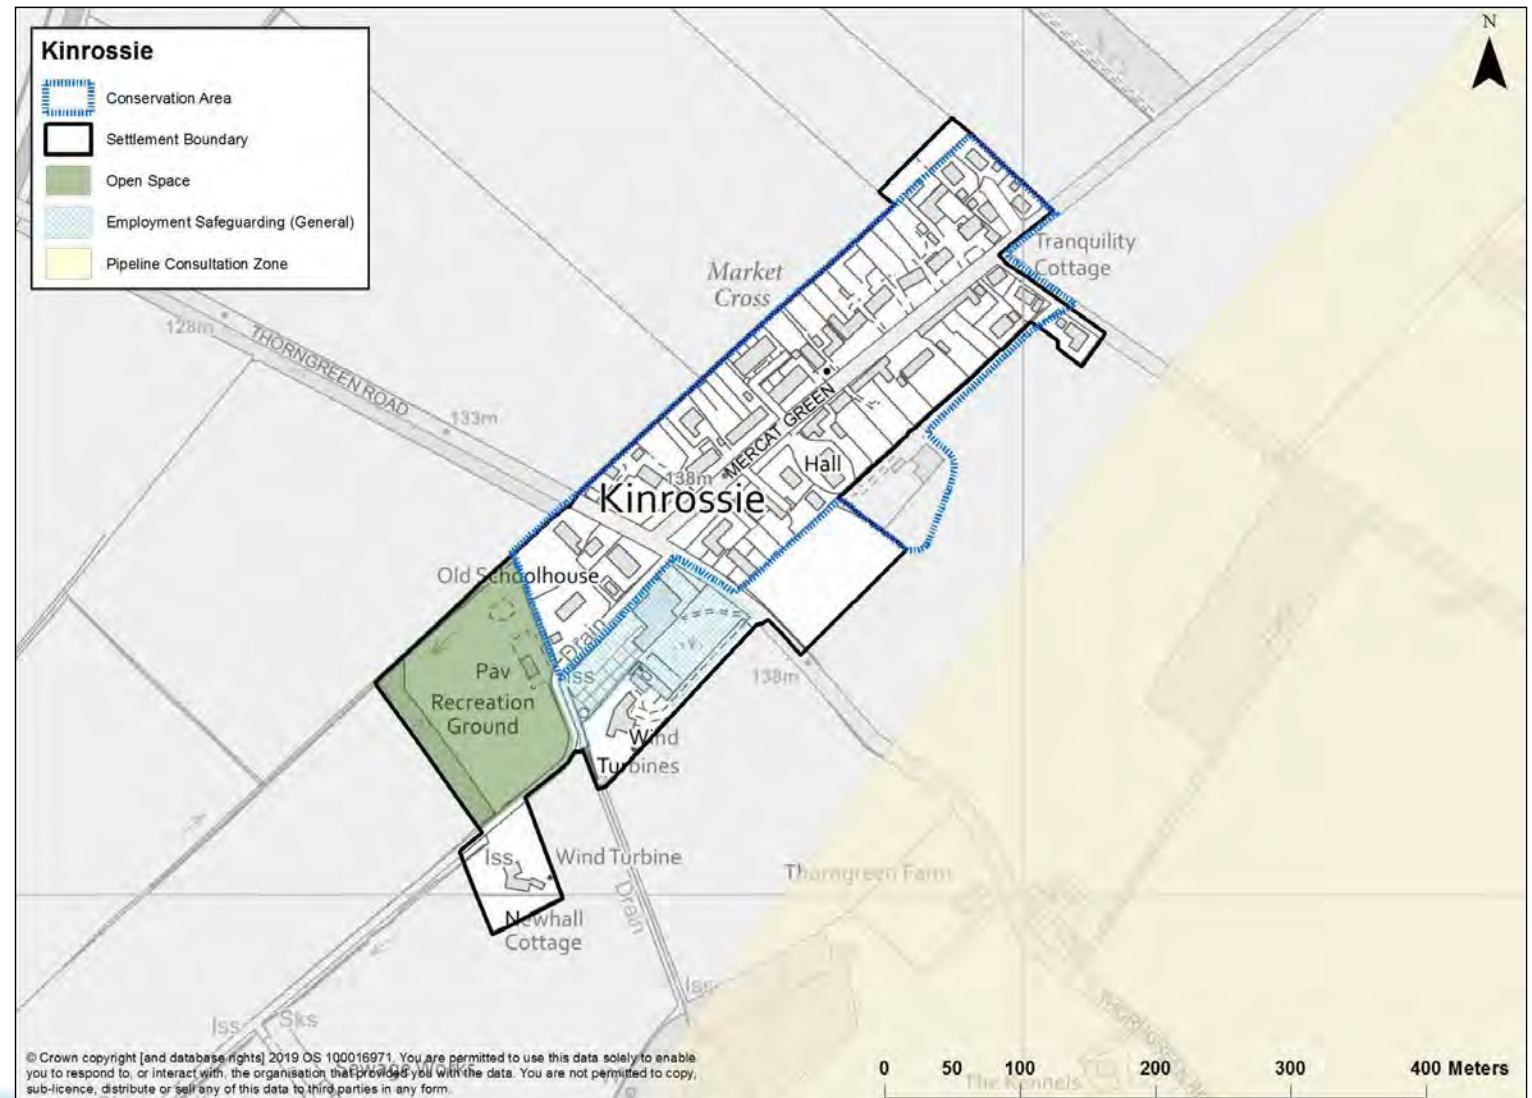 Kinrossie
Conservation Area
Settlement Boundary
Open Space
Employment Safeguarding (General)
Pipeline Consultation Zone
N
Tranquility
Cottage
Market
Cross
128m
THORNGREEN ROAD
133m
MERCAT GREEN
138m
Hall
Kinrossie
Old Schoolhouse
Drain
Iss
Pav
Recreation
Ground
138m
Wind
Turbines
Iss
Wind Turbine
Thorngreen Farm
Drain
Newhall
Cottage
Iss
Iss
Sks
Sewage Works
The Kennels
© Crown copyright [and database rights] 2019 OS 100016971. You are permitted to use this data solely to enable
you to respond to, or interact with, the organisation that provided you with the data. You are not permitted to copy,
sub-licence, distribute or sell any of this data to third parties in any form.
0 50 100 200 300 400 Meters